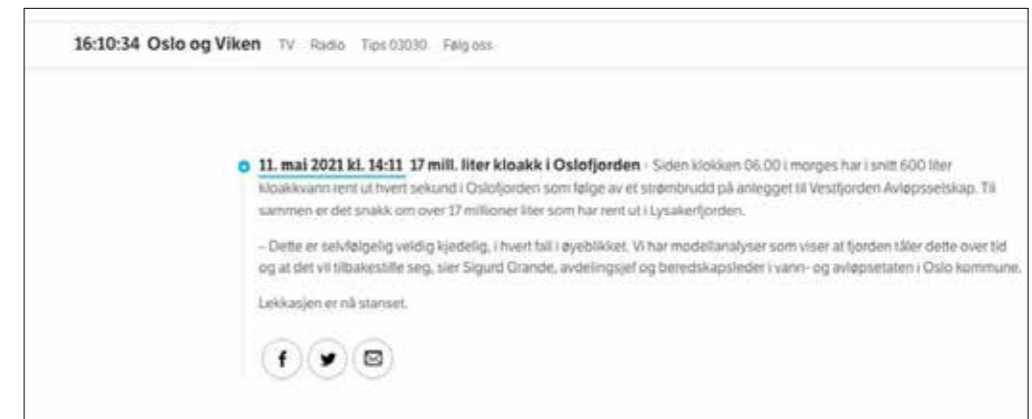 16:10:34 Oslo og Viken TV Radio Tips 03030 Følg oss
11. mai 2021 kl. 14:11 17 mill. liter kloakk i Oslofjorden - Siden klokken 06.00 i morges har i snitt 600 liter
kloakkvann rent ut hvert sekund i Oslofjorden som følge av et strømbrudd på anlegget til Vestfjorden Avløpsselskap. Til
sammen er det snakk om over 17 millioner liter som har rent ut i Lysakerfjorden.
– Dette er selvfølgelig veldig kjedelig, i hvert fall i øyeblikket. Vi har modellanalyser som viser at fjorden tåler dette over tid
og at det vil tilbakestille seg, sier Sigurd Grande, avdelingsjef og beredskapsleder i vann- og avløpsetaten i Oslo kommune.
Lekkasjen er nå stanset.